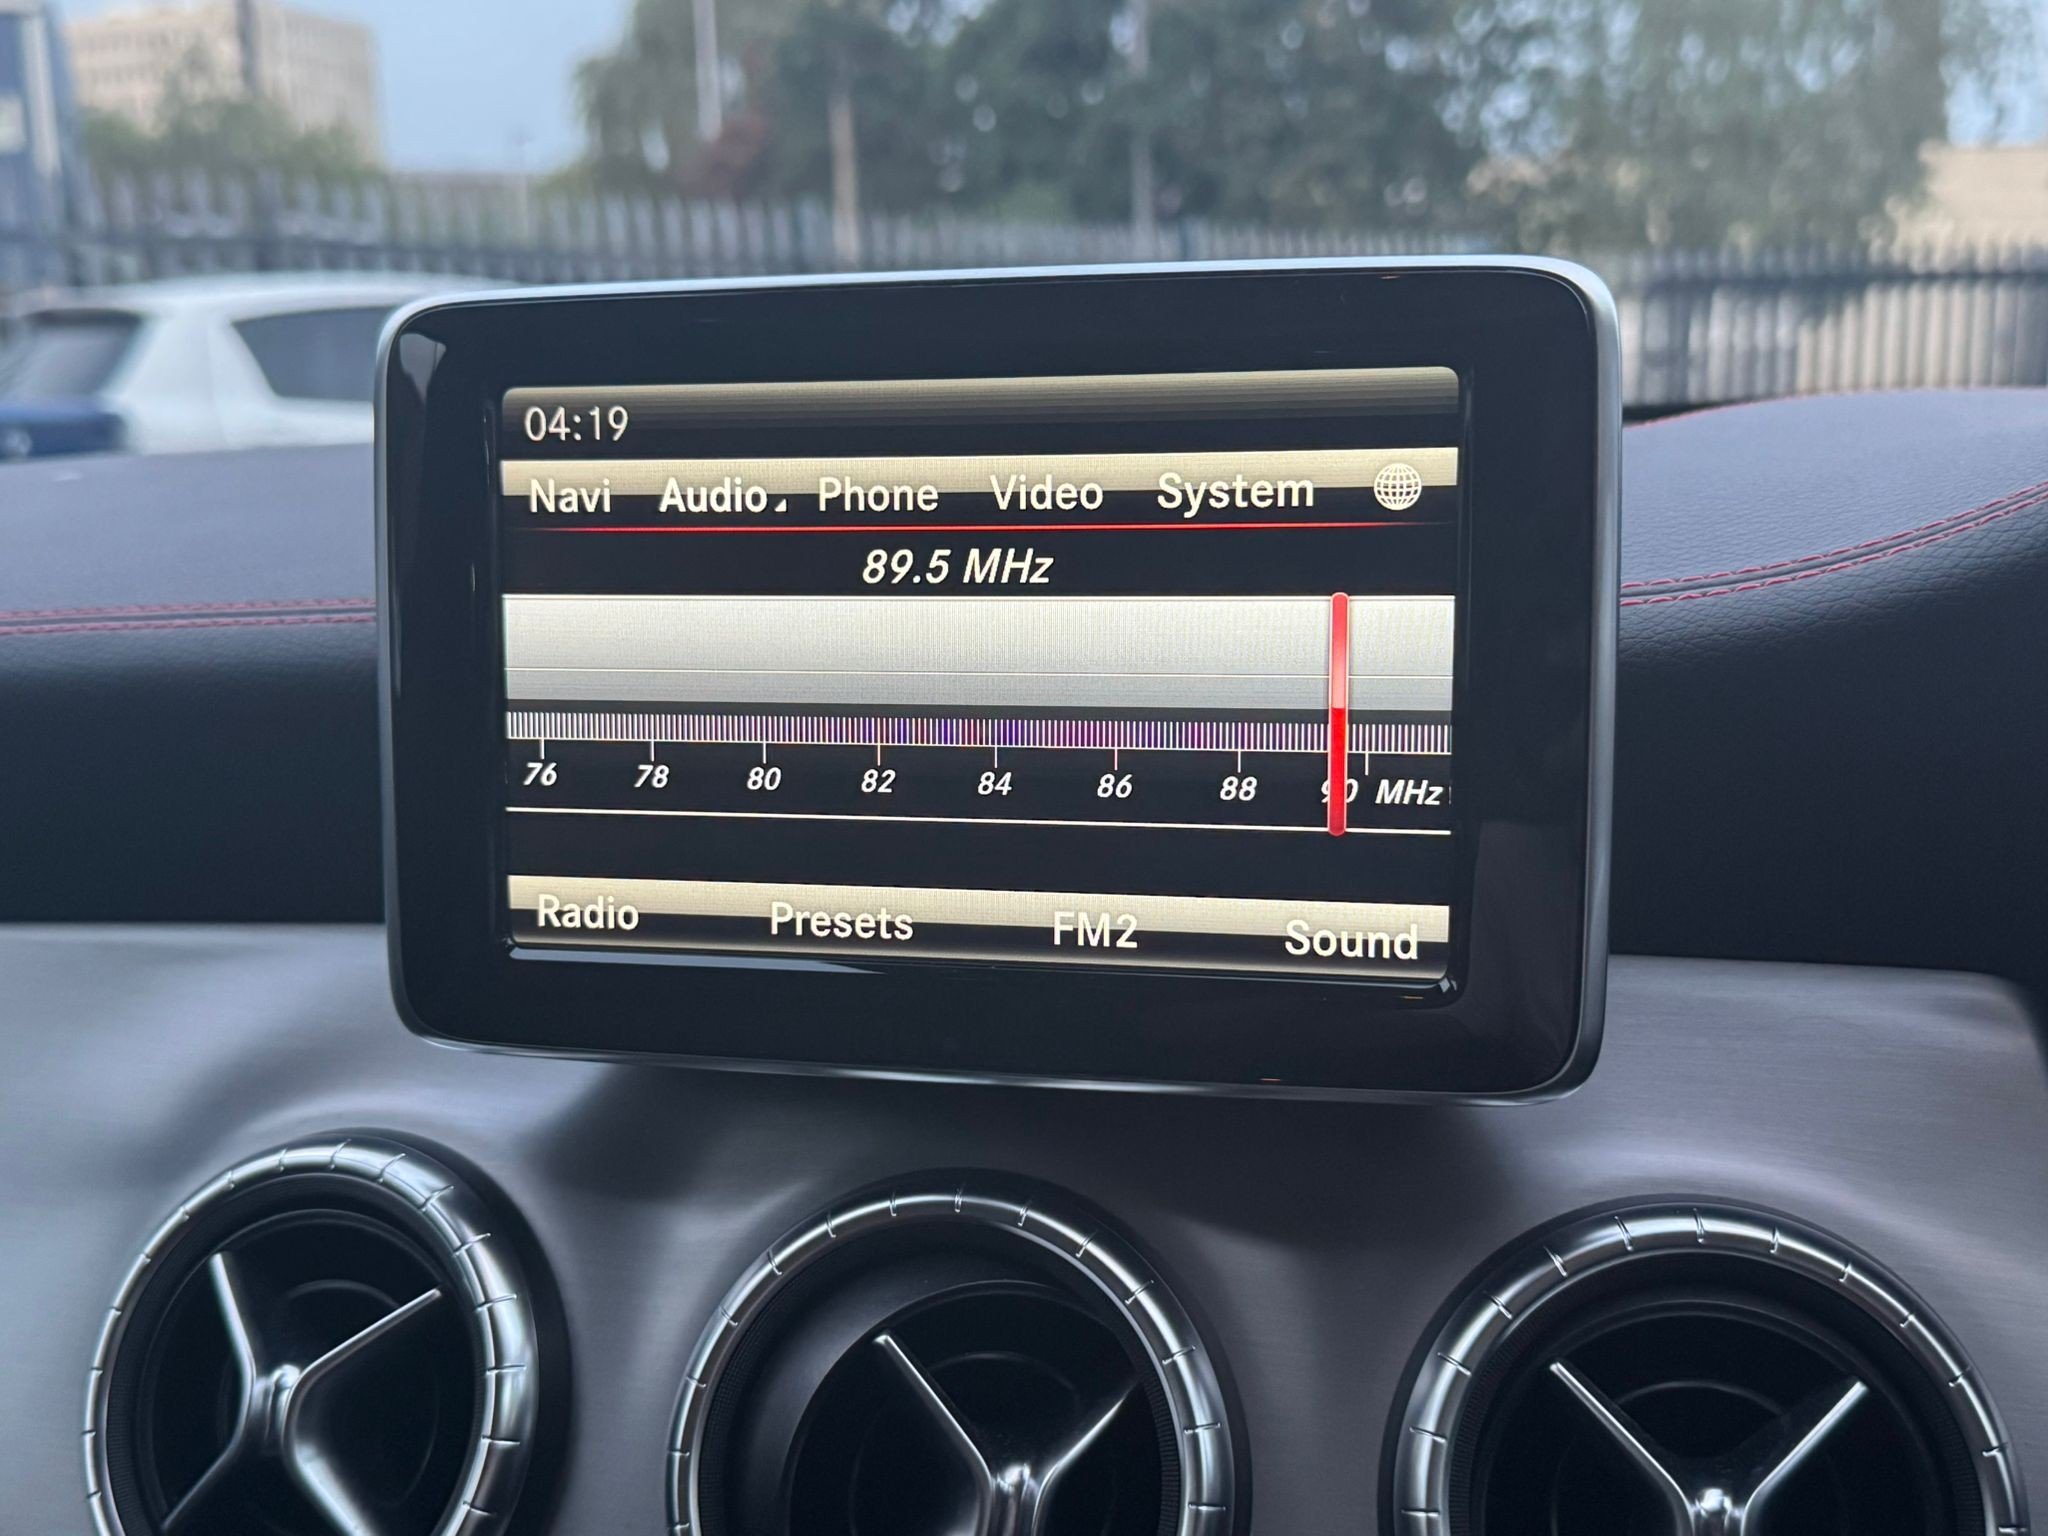 04:19
Navi Audio Phone Video System
89.5 MHz
76 78 80 82 84 86 88 90 MHz
Radio Presets FM2 Sound